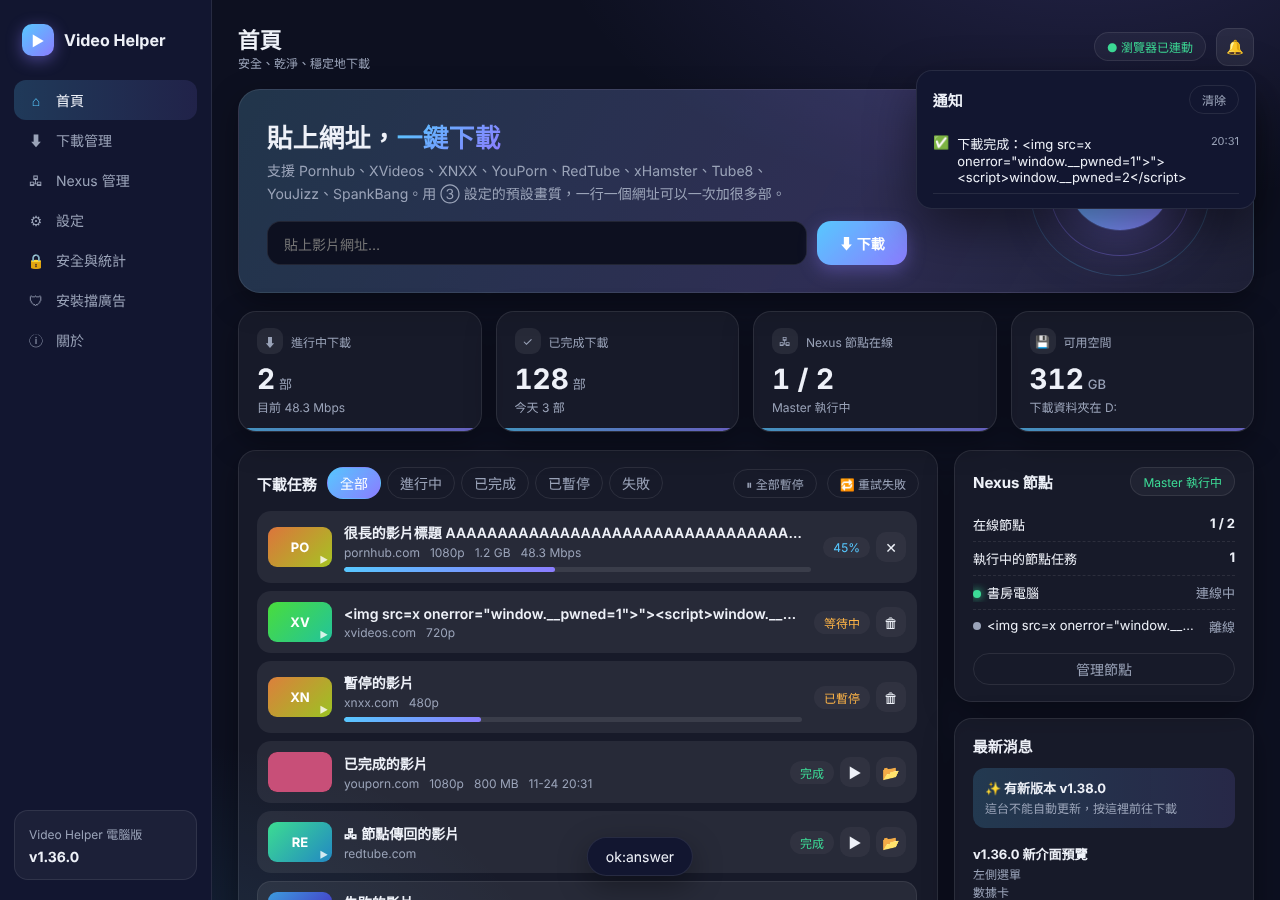 Video Helper
首頁
下載管理
Nexus 管理
設定
安全與統計
安裝擋廣告
關於
Video Helper 電腦版
v1.36.0
首頁
安全、乾淨、穩定地下載
瀏覽器已連動
通知
清除
下載完成：<img src=x
onerror="window.__pwned=1">">
<script>window.__pwned=2</script>
20:31
貼上網址，一鍵下載
支援 Pornhub、XVideos、XNXX、YouPorn、RedTube、xHamster、Tube8、
YouJizz、SpankBang。用 ③ 設定的預設畫質，一行一個網址可以一次加很多部。
貼上影片網址...
⬇ 下載
進行中下載
2 部
目前 48.3 Mbps
已完成下載
128 部
今天 3 部
Nexus 節點在線
1 / 2
Master 執行中
可用空間
312 GB
下載資料夾在 D:
下載任務
全部
進行中
已完成
已暫停
失敗
⏸ 全部暫停
🔁 重試失敗
PO
很長的影片標題 AAAAAAAAAAAAAAAAAAAAAAAAAAAAAAAAA...
pornhub.com 1080p 1.2 GB 48.3 Mbps
45%
XV
<img src=x onerror="window.__pwned=1">"><script>window.__...
xvideos.com 720p
等待中
XN
暫停的影片
xnxx.com 480p
已暫停
已完成的影片
youporn.com 1080p 800 MB 11-24 20:31
完成
RE
節點傳回的影片
redtube.com
完成
ok:answer
Nexus 節點
Master 執行中
在線節點
1 / 2
執行中的節點任務
1
書房電腦
連線中
<img src=x onerror="window.__...
離線
管理節點
最新消息
✨ 有新版本 v1.38.0
這台不能自動更新，按這裡前往下載
v1.36.0 新介面預覽
左側選單
數據卡